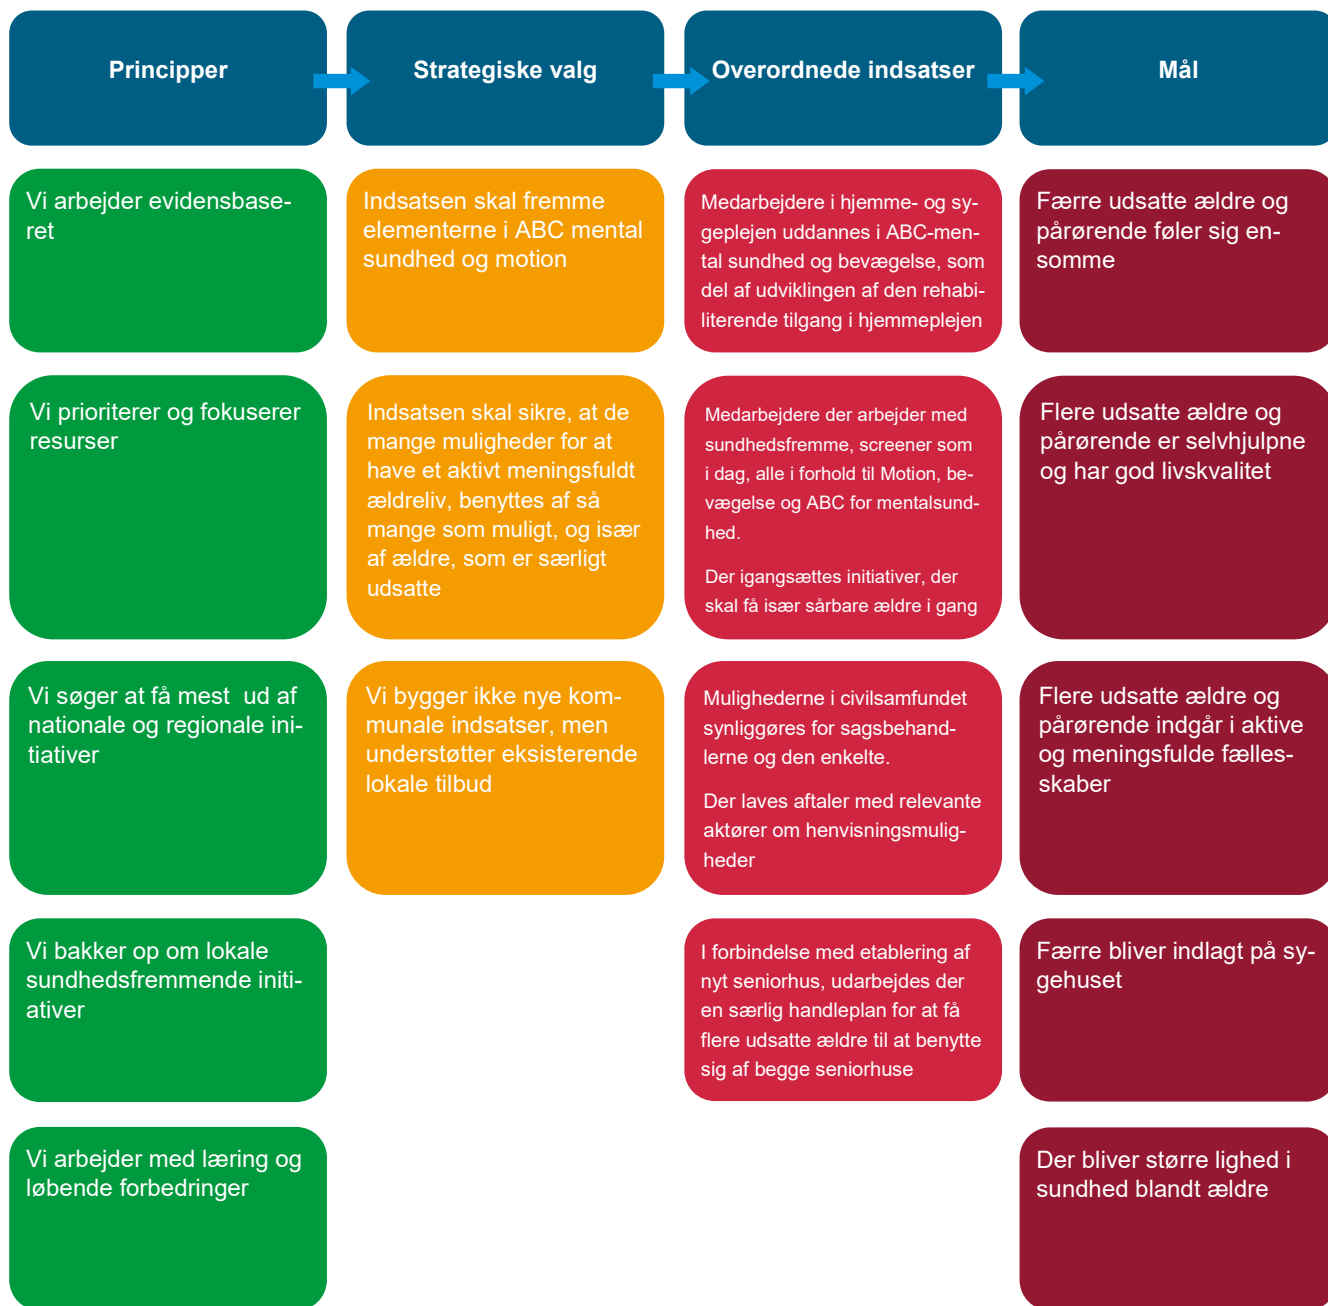 Principper
Strategiske valg
Overordnede indsatser
Mål
Vi arbejder evidensbase-
ret
Indsatsen skal fremme
elementerne i ABC mental
sundhed og motion
Medarbejdere i hjemme- og sy-
geplejen uddannes i ABC-men-
tal sundhed og bevægelse, som
del af udviklingen af den rehabi-
literende tilgang i hjemmeplejen
Færre udsatte ældre og
pårørende føler sig en-
somme
Vi prioriterer og fokuserer
resurser
Indsatsen skal sikre, at de
mange muligheder for at
have et aktivt meningsfuldt
ældreliv, benyttes af så
mange som muligt, og især
af ældre, som er særligt
udsatte
Medarbejdere der arbejder med
sundhedsfremme, screener som
i dag, alle i forhold til Motion, be-
vægelse og ABC for mentalsund-
hed.
Der igangsættes initiativer, der
skal få især sårbare ældre i gang
Flere udsatte ældre og
pårørende er selvhjulpne
og har god livskvalitet
Vi søger at få mest  ud af
nationale og regionale ini-
tiativer
Vi bygger ikke nye kom-
munale indsatser, men
understøtter eksisterende
lokale tilbud
Mulighederne i civilsamfundet
synliggøres for sagsbehand-
lerne og den enkelte.
Der laves aftaler med relevante
aktører om henvisningsmulig-
heder
Flere udsatte ældre og
pårørende indgår i aktive
og meningsfulde fælles-
skaber
Vi bakker op om lokale
sundhedsfremmende initi-
ativer
I forbindelse med etablering af
nyt seniorhus, udarbejdes der
en særlig handleplan for at få
flere udsatte ældre til at benytte
sig af begge seniorhuse
Færre bliver indlagt på sy-
gehuset
Vi arbejder med læring og
løbende forbedringer
Der bliver større lighed i
sundhed blandt ældre